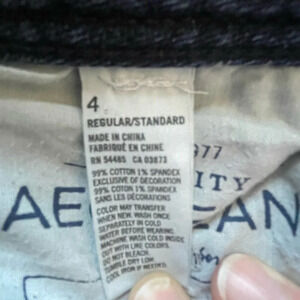 4
REGULAR/STANDARD
MADE IN CHINA
FABRIQUÉ EN CHINE
RN 54485 CA 03873
99% COTTON 1% SPANDEX
EXCLUSIVE OF DECORATION
99% COTTON 1% SPANDEX
SANS LES DÉCORATIONS
COLOR MAY TRANSFER
WHEN NEW. WASH ONCE
SEPARATELY IN COLD
WATER BEFORE WEARING.
MACHINE WASH COLD INSIDE
OUT WITH LIKE COLORS.
DO NOT BLEACH.
TUMBLE DRY LOW.
COOL IRON IF NEEDED.
977
ITY
AE
EAN